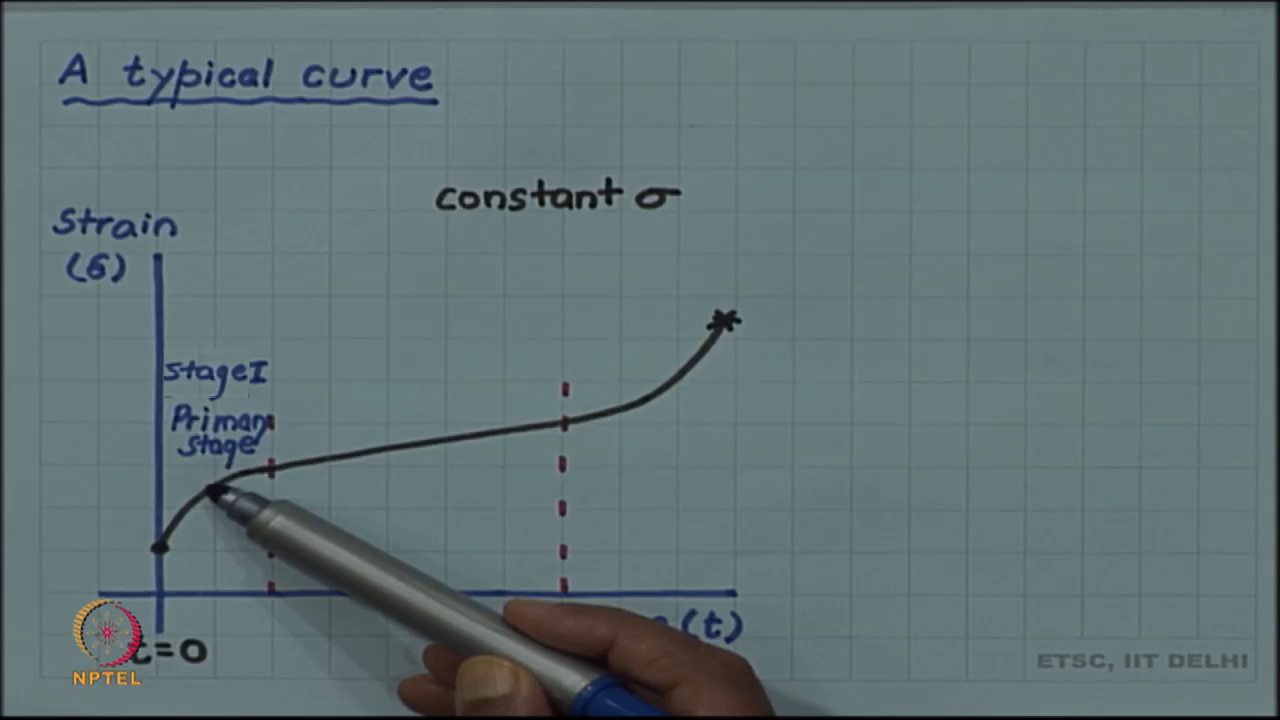 A typical curve
constant σ
Strain
(6)
stage I
Primary
stage
(t)
t=0
NPTEL
ETSC, IIT DELHI